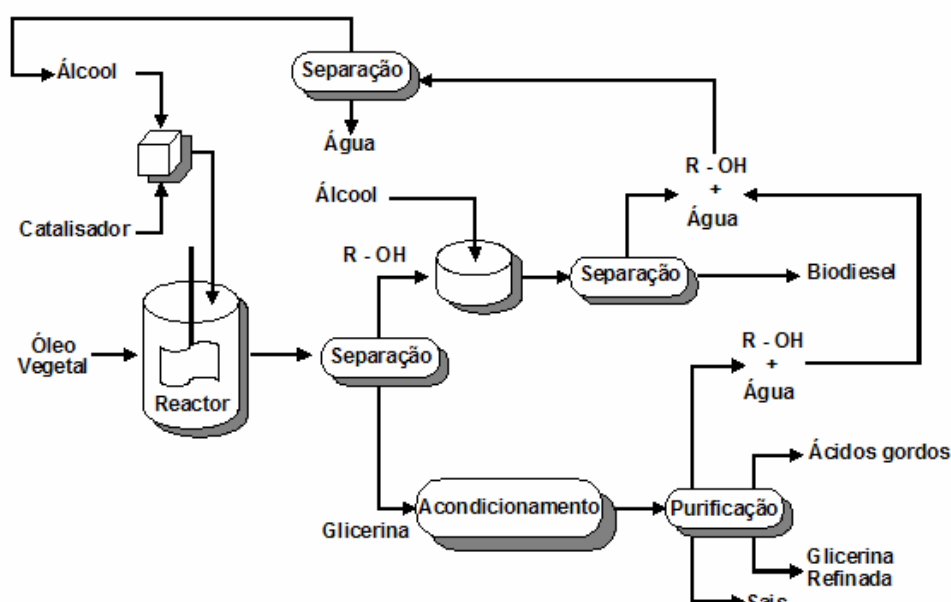 Álcool
Separação
Água
Catalisador
Álcool
R - OH
R - OH
+
Água
Separação
Biodiesel
Óleo
Vegetal
Reactor
Separação
R - OH
+
Água
Ácidos gordos
Glicerina
Acondicionamento
Purificação
Glicerina
Refinada
Sais